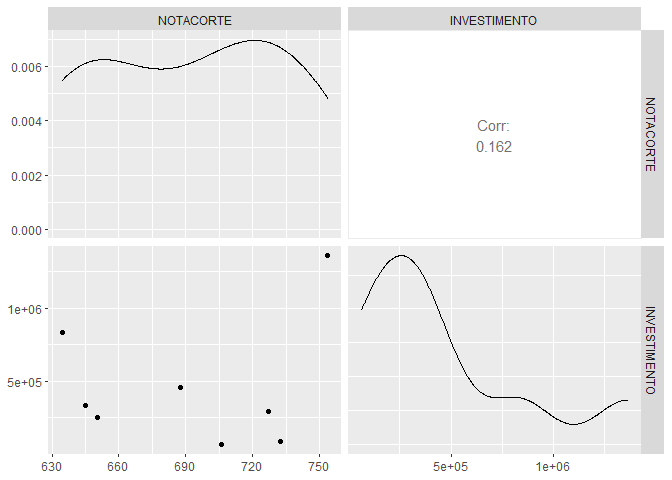 NOTACORTE
INVESTIMENTO
0.006
0.004
0.002
0.000
Corr:
0.162
NOTACORTE
1e+06
5e+05
INVESTIMENTO
630
660
690
720
750
5e+05
1e+06